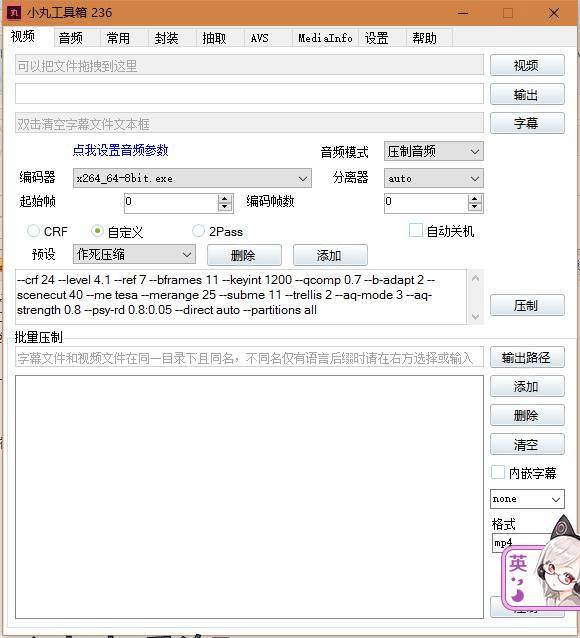 小丸工具箱 236
视频 音频 常用 封装 抽取 AVS MediaInfo 设置 帮助
可以把文件拖拽到这里 视频
输出
双击清空字幕文件文本框 字幕
点我设置音频参数 音频模式 压制音频
编码器 x264_64-8bit.exe 分离器 auto
起始帧 0 编码帧数 0
CRF 自定义 2Pass 自动关机
预设 作死压缩 删除 添加
--crf 24 --level 4.1 --ref 7 --bframes 11 --keyint 1200 --qcomp 0.7 --b-adapt 2 --
scenecut 40 --me tesa --merange 25 --subme 11 --trellis 2 --aq-mode 3 --aq-
strength 0.8 --psy-rd 0.8:0.05 --direct auto --partitions all
压制
批量压制
字幕文件和视频文件在同一目录下且同名，不同名仅有语言后缀时请在右方选择或输入 输出路径
添加
删除
清空
内嵌字幕
none
格式
mp4
英